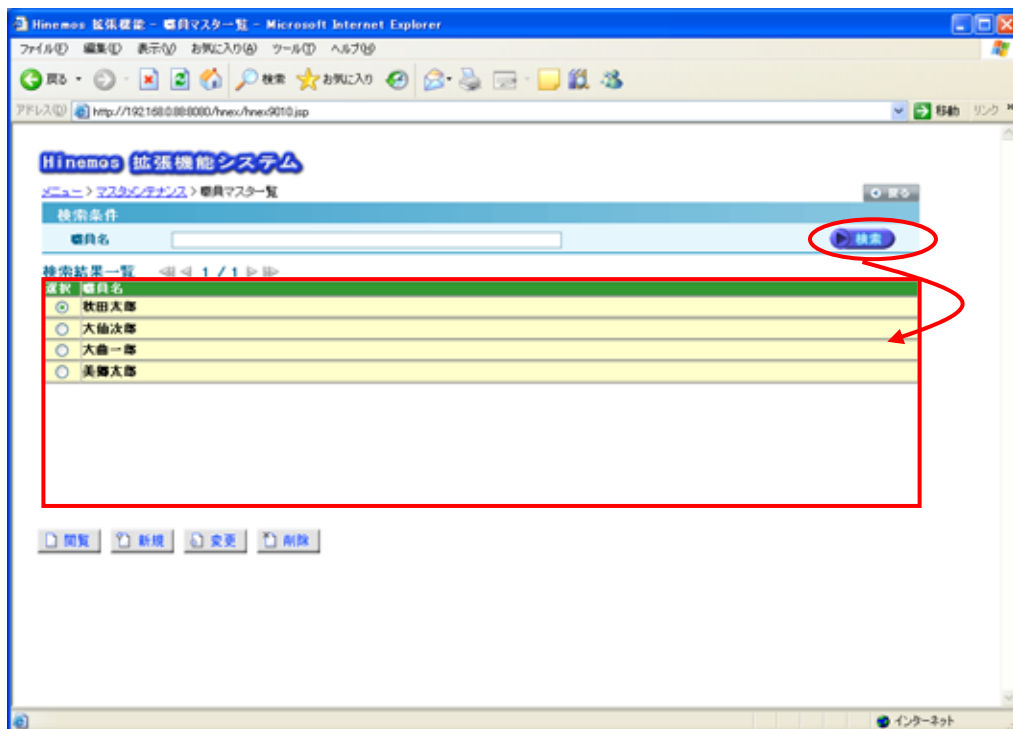 Hinemos 拡張機能 - 職員マスター一覧 - Microsoft Internet Explorer
ファイル(F) 編集(E) 表示(V) お気に入り(A) ツール(T) ヘルプ(H)
戻る 検索 お気に入り
アドレス(D) http://192.168.0.88:8080/hnex/hnex9010.jsp 移動 リンク »
Hinemos 拡張機能システム
メニュー > マスタメンテナンス > 職員マスター一覧 戻る
検索条件
職員名 検索
検索結果一覧 1 / 1
選択 職員名
秋田太郎
大仙次郎
大曲一郎
美郷太郎
閲覧 新規 変更 削除
インターネット